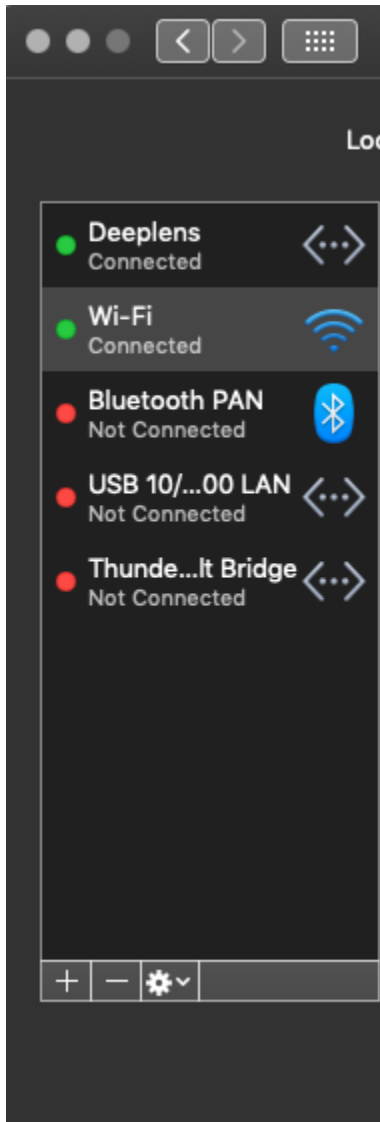 Loc
Deeplens
Connected
Wi-Fi
Connected
Bluetooth PAN
Not Connected
USB 10/...00 LAN
Not Connected
Thunde...lt Bridge
Not Connected